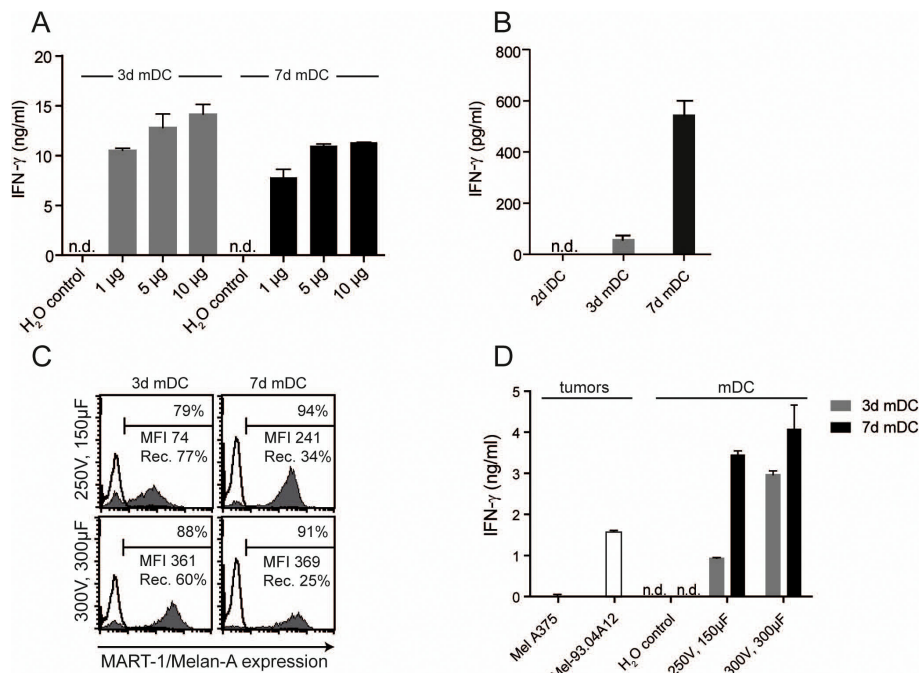 A
IFN-γ (ng/ml)
20
15
10
5
0
3d mDC
7d mDC
n.d.
n.d.
H2O control
1 µg
5 µg
10 µg
H2O control
1 µg
5 µg
10 µg
B
IFN-γ (pg/ml)
800
600
400
200
0
n.d.
2d iDC
3d mDC
7d mDC
C
3d mDC
7d mDC
250V, 150µF
79%
MFI 74
Rec. 77%
94%
MFI 241
Rec. 34%
300V, 300µF
88%
MFI 361
Rec. 60%
91%
MFI 369
Rec. 25%
MART-1/Melan-A expression
D
tumors
mDC
3d mDC
7d mDC
IFN-γ (ng/ml)
5
4
3
2
1
0
n.d.
n.d.
Mel A375
Mel-93.04A12
H2O control
250V, 150µF
300V, 300µF